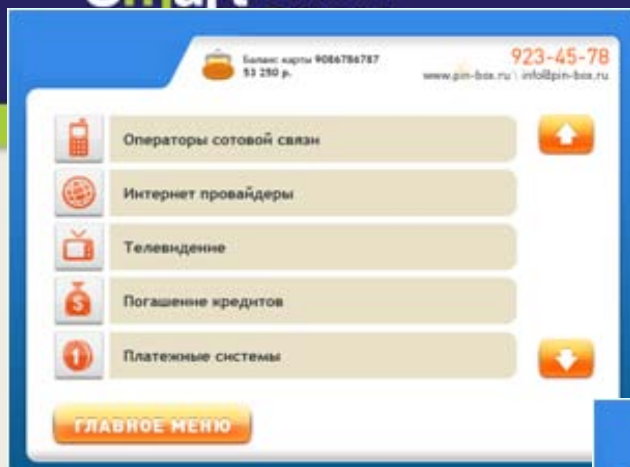 Smart
Баланс карты 9086786787
53 250 р.
923-45-78
www.pin-box.ru \ info@pin-box.ru
Операторы сотовой связи
Интернет провайдеры
Телевидение
Погашение кредитов
Платежные системы
ГЛАВНОЕ МЕНЮ